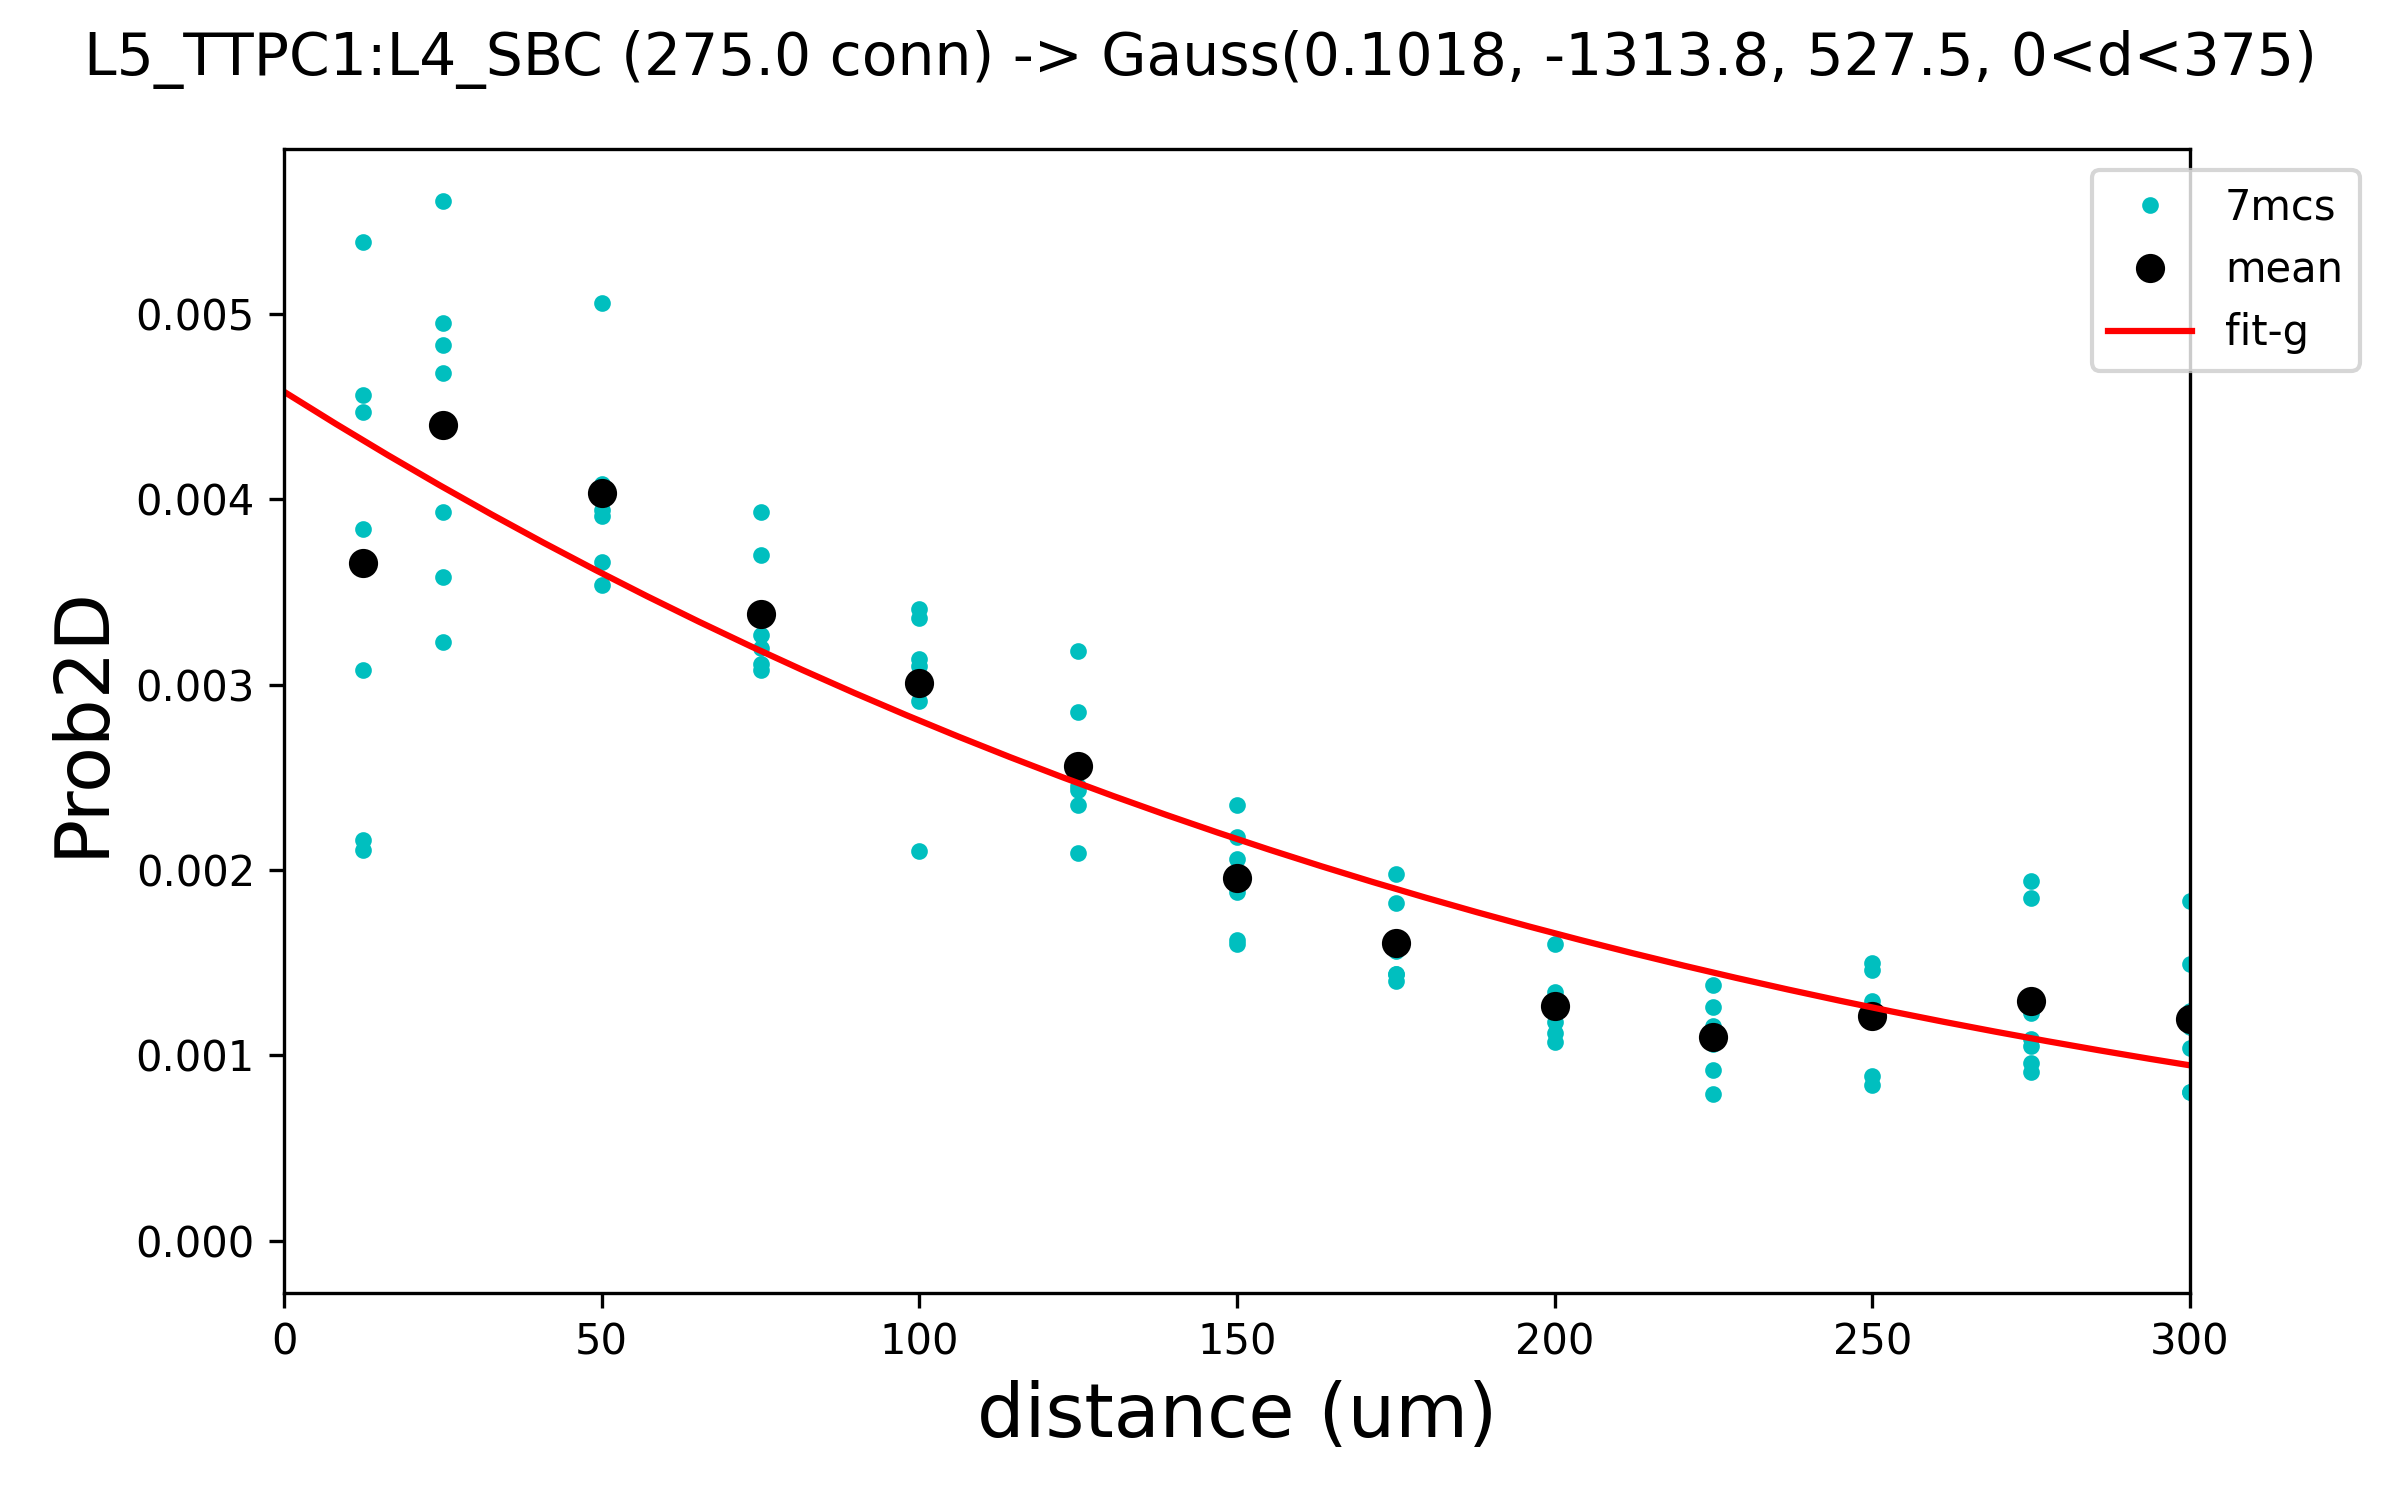 L5_TTPC1:L4_SBC (275.0 conn) -> Gauss(0.1018, -1313.8, 527.5, 0<d<375)
7mcs
mean
fit-g
Prob2D
0.005
0.004
0.003
0.002
0.001
0.000
0 50 100 150 200 250 300
distance (um)